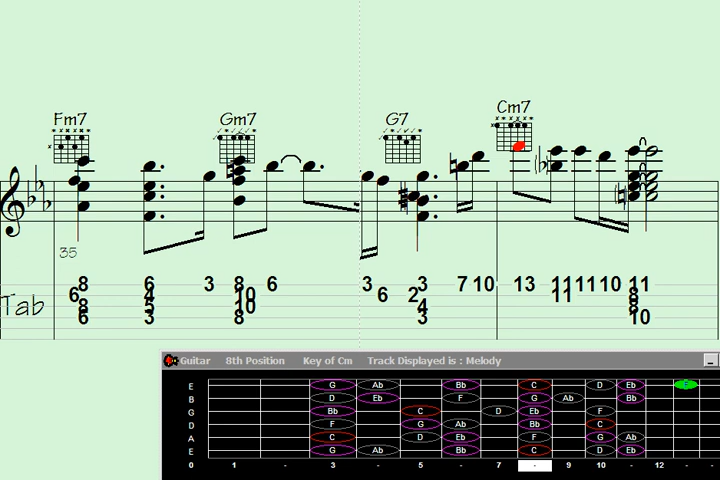 Fm7 Gm7 G7 Cm7
35
Tab
8 6 3 8 6 3 3 7 10 13 11 11 10 11
6 4 10 6 2 11 8
8 5 10 4 8
6 3 8 3 10
Guitar 8th Position Key of Cm Track Displayed is : Melody
E G Ab Bb C D Eb F
B D Eb F G Ab Bb
G Bb C D Eb F
D F G Ab Bb C
A C D Eb F G Ab
E G Ab Bb C D Eb
0 1 - 3 - 5 - 7 - 9 10 - 12 - -